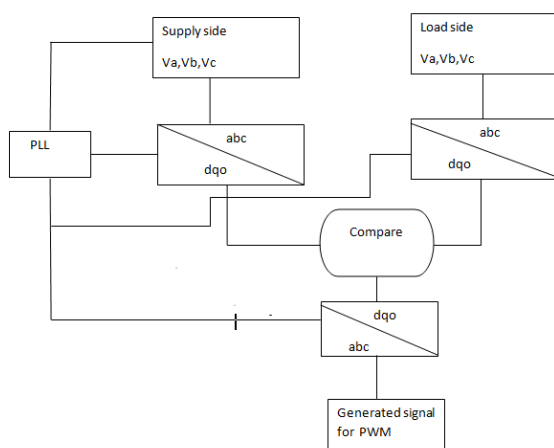 Supply side
Va,Vb,Vc
Load side
Va,Vb,Vc
PLL
abc
dqo
abc
dqo
Compare
dqo
abc
Generated signal
for PWM